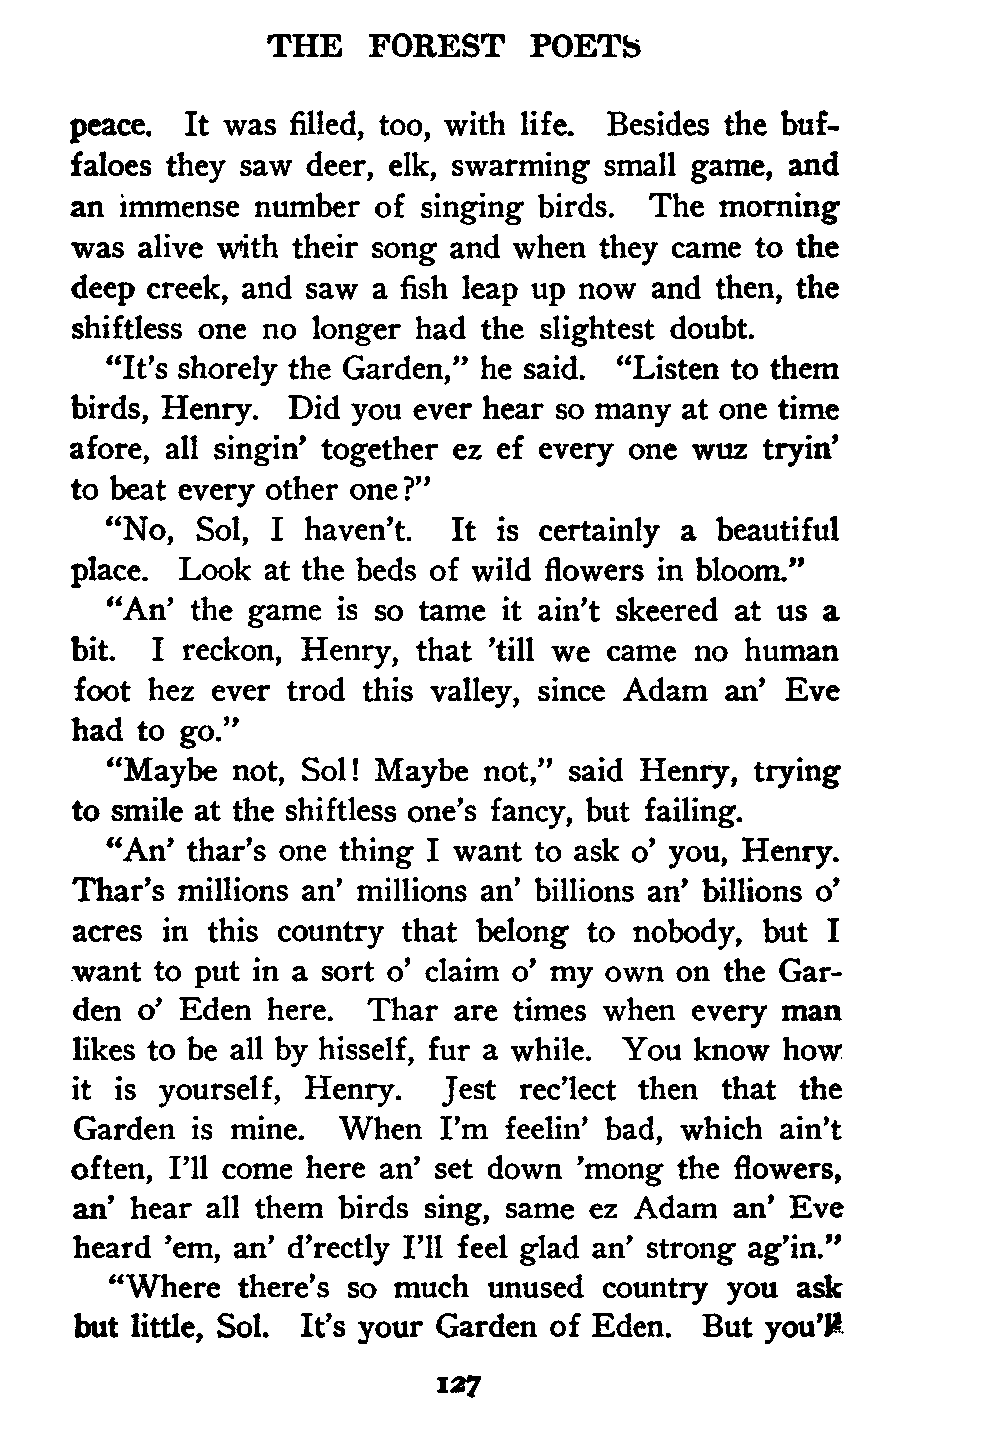 THE FOREST POETS
peace. It was filled, too, with life. Besides the buf-
faloes they saw deer, elk, swarming small game, and
an immense number of singing birds. The morning
was alive with their song and when they came to the
deep creek, and saw a fish leap up now and then, the
shiftless one no longer had the slightest doubt.
“It’s shorely the Garden,” he said. “Listen to them
birds, Henry. Did you ever hear so many at one time
afore, all singin’ together ez ef every one wuz tryin’
to beat every other one?”
“No, Sol, I haven’t. It is certainly a beautiful
place. Look at the beds of wild flowers in bloom.”
“An’ the game is so tame it ain’t skeered at us a
bit. I reckon, Henry, that ’till we came no human
foot hez ever trod this valley, since Adam an’ Eve
had to go.”
“Maybe not, Sol! Maybe not,” said Henry, trying
to smile at the shiftless one’s fancy, but failing.
“An’ thar’s one thing I want to ask o’ you, Henry.
Thar’s millions an’ millions an’ billions an’ billions o’
acres in this country that belong to nobody, but I
want to put in a sort o’ claim o’ my own on the Gar-
den o’ Eden here. Thar are times when every man
likes to be all by hisself, fur a while. You know how
it is yourself, Henry. Jest rec’lect then that the
Garden is mine. When I’m feelin’ bad, which ain’t
often, I’ll come here an’ set down ’mong the flowers,
an’ hear all them birds sing, same ez Adam an’ Eve
heard ’em, an’ d’rectly I’ll feel glad an’ strong ag’in.”
“Where there’s so much unused country you ask
but little, Sol. It’s your Garden of Eden. But you’ll
127